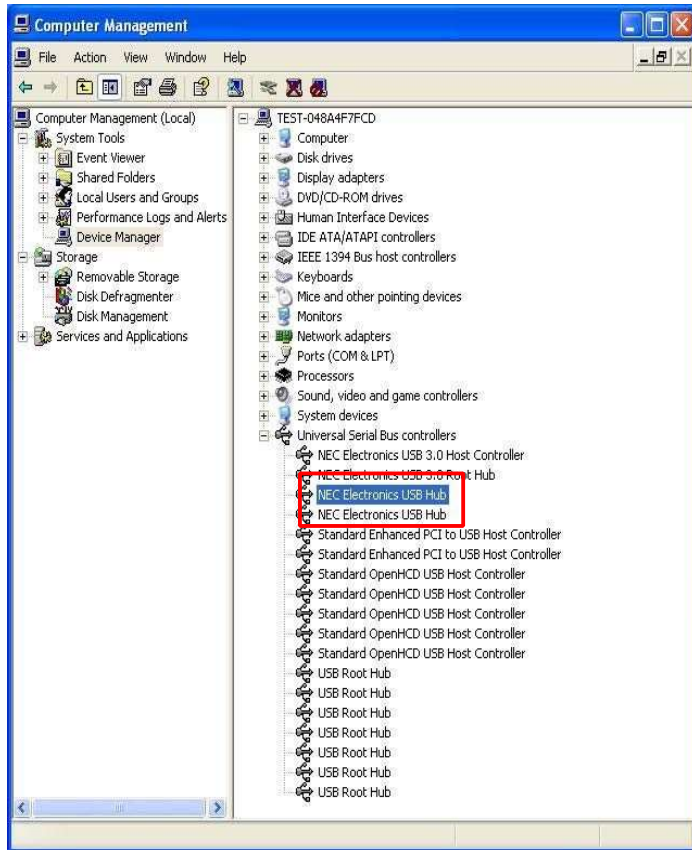 Computer Management
File Action View Window Help
Computer Management (Local)
System Tools
Event Viewer
Shared Folders
Local Users and Groups
Performance Logs and Alerts
Device Manager
Storage
Removable Storage
Disk Defragmenter
Disk Management
Services and Applications
TEST-048A4F7FCD
Computer
Disk drives
Display adapters
DVD/CD-ROM drives
Human Interface Devices
IDE ATA/ATAPI controllers
IEEE 1394 Bus host controllers
Keyboards
Mice and other pointing devices
Monitors
Network adapters
Ports (COM & LPT)
Processors
Sound, video and game controllers
System devices
Universal Serial Bus controllers
NEC Electronics USB 3.0 Host Controller
NEC Electronics USB 3.0 Root Hub
NEC Electronics USB Hub
NEC Electronics USB Hub
Standard Enhanced PCI to USB Host Controller
Standard Enhanced PCI to USB Host Controller
Standard OpenHCD USB Host Controller
Standard OpenHCD USB Host Controller
Standard OpenHCD USB Host Controller
Standard OpenHCD USB Host Controller
Standard OpenHCD USB Host Controller
USB Root Hub
USB Root Hub
USB Root Hub
USB Root Hub
USB Root Hub
USB Root Hub
USB Root Hub